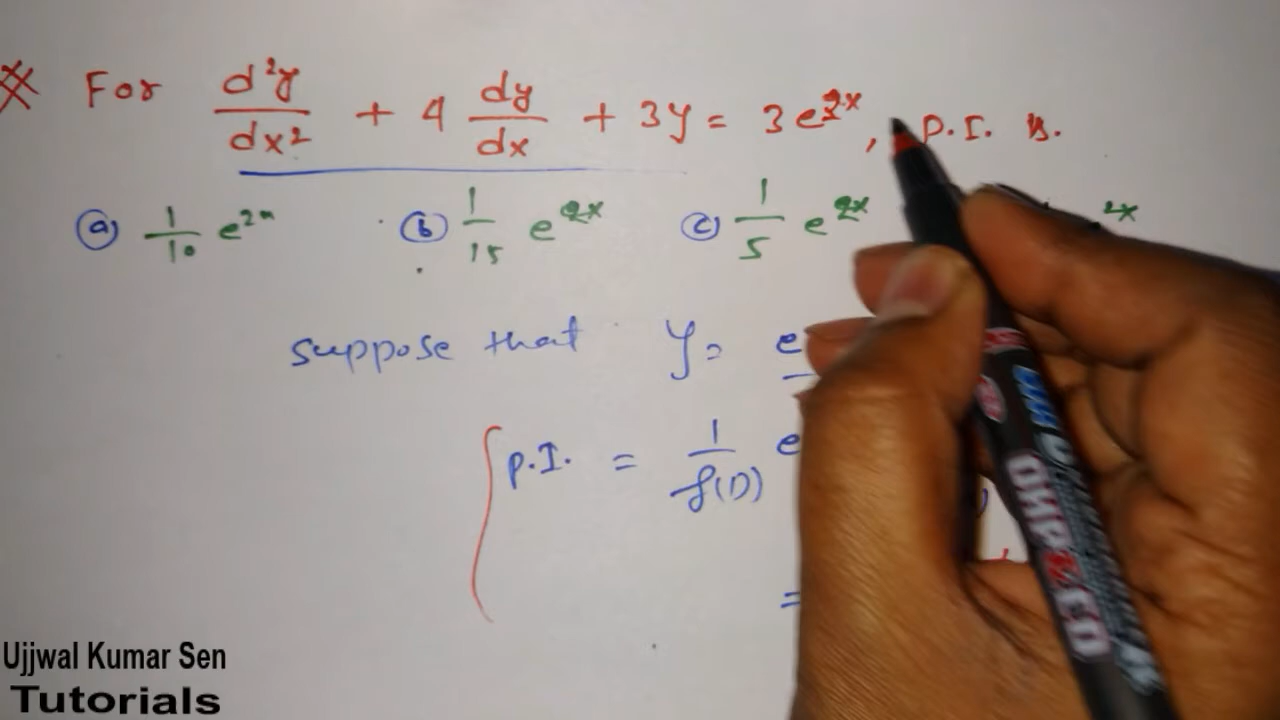 For d²y/dx² + 4 dy/dx + 3y = 3e^2x, P.I. is.
(a) 1/10 e^2x (b) 1/15 e^2x (c) 1/5 e^2x 2x
suppose that y = e
P.I. = 1/f(D) e
=
Ujjwal Kumar Sen
Tutorials